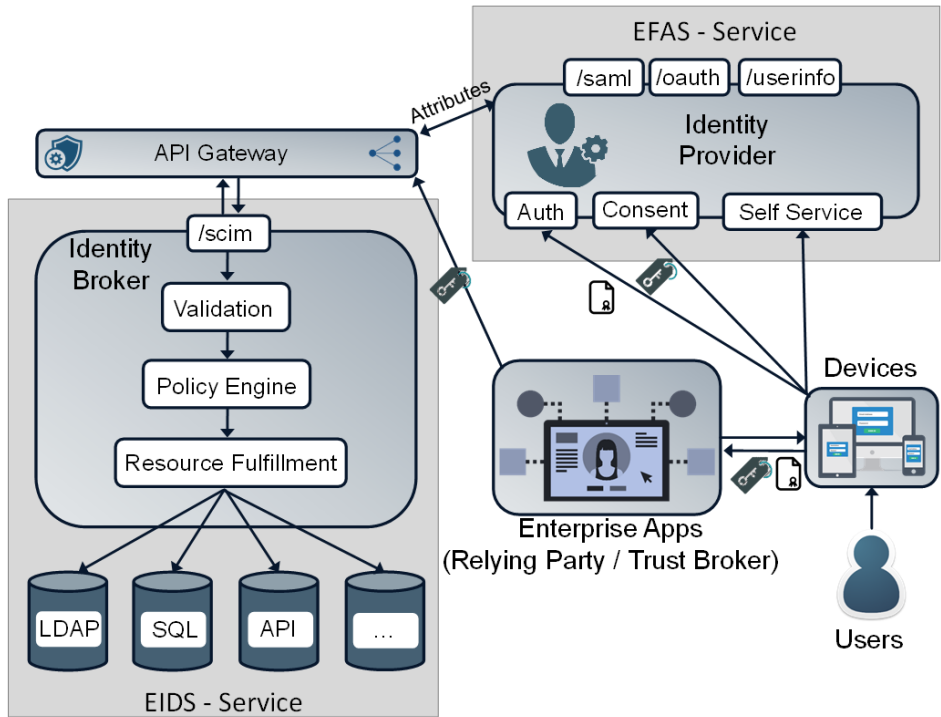 EFAS - Service
/saml
/oauth
/userinfo
Attributes
Identity
Provider
API Gateway
Auth
Consent
Self Service
/scim
Identity
Broker
Validation
Policy Engine
Resource Fulfillment
Devices
Enterprise Apps
(Relying Party / Trust Broker)
LDAP
SQL
API
...
Users
EIDS - Service